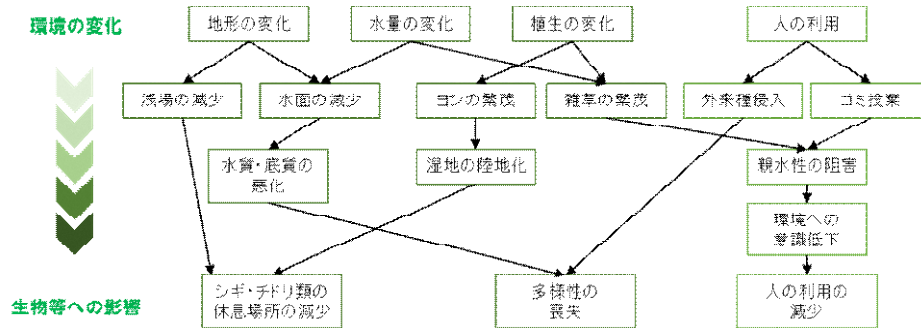 環境の変化
地形の変化
水量の変化
植生の変化
人の利用
浅場の減少
水面の減少
ヨシの繁茂
雑草の繁茂
外来種侵入
ゴミ投棄
水質・底質の
悪化
湿地の陸地化
親水性の阻害
環境への
意識低下
生物等への影響
シギ・チドリ類の
休息場所の減少
多様性の
喪失
人の利用の
減少